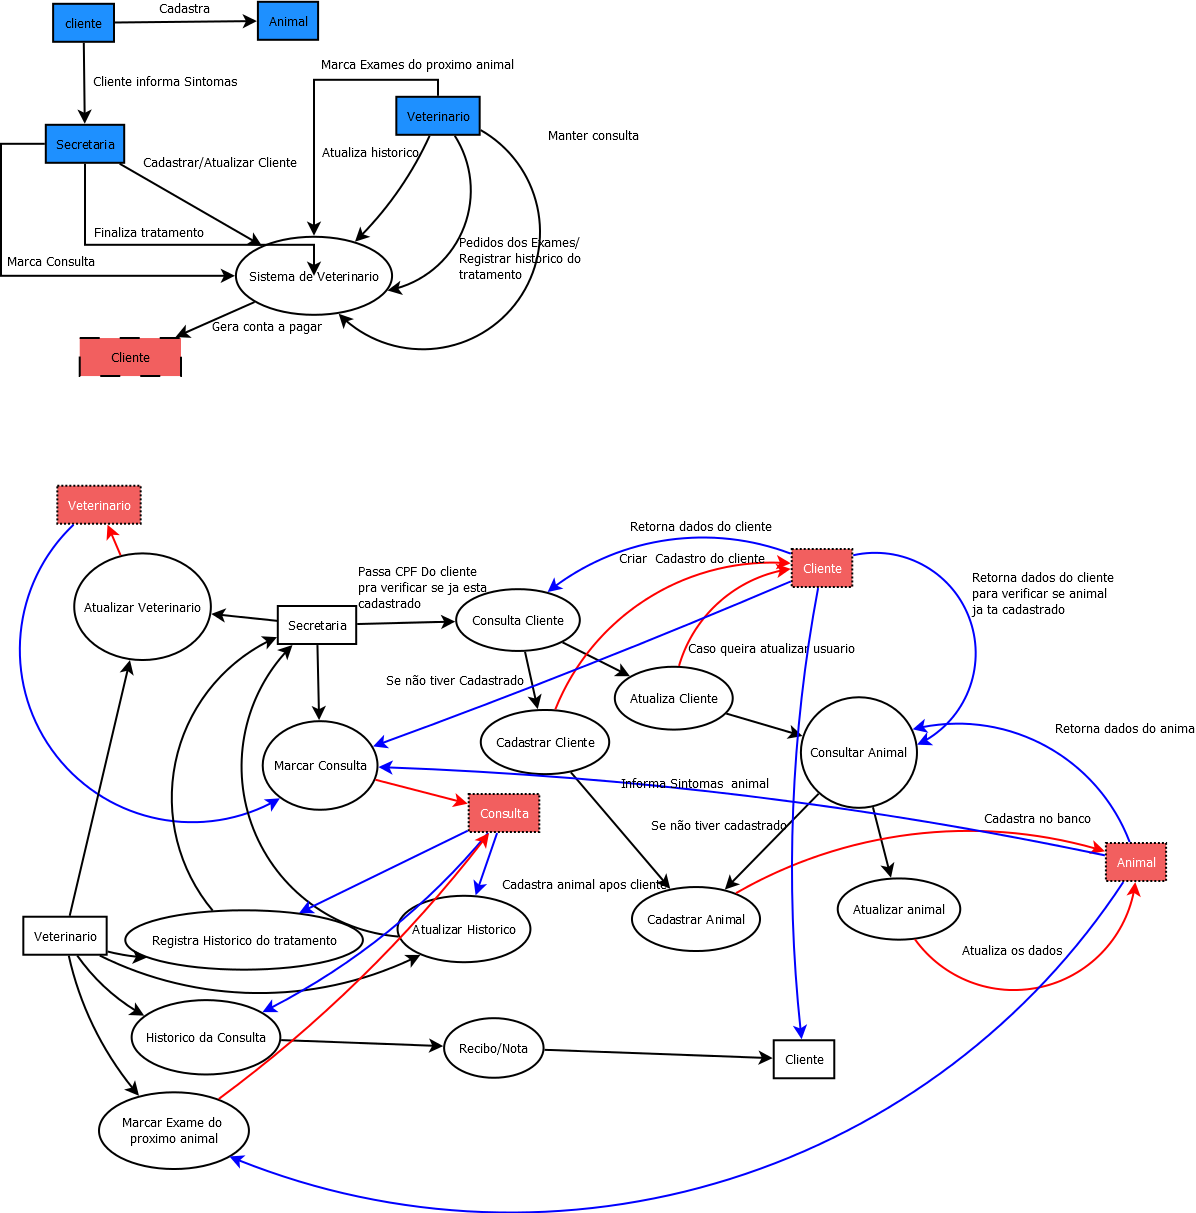 Cadastra
cliente
Animal
Marca Exames do proximo animal
Cliente informa Sintomas
Veterinario
Manter consulta
Secretaria
Atualiza historico
Cadastrar/Atualizar Cliente
Finaliza tratamento
Pedidos dos Exames/
Registrar histórico do
tratamento
Marca Consulta
Sistema de Veterinario
Gera conta a pagar
Cliente
Veterinario
Retorna dados do cliente
Criar  Cadastro do cliente
Cliente
Passa CPF Do cliente
pra verificar se ja esta
cadastrado
Retorna dados do cliente
para verificar se animal
ja ta cadastrado
Atualizar Veterinario
Secretaria
Consulta Cliente
Caso queira atualizar usuario
Se não tiver Cadastrado
Atualiza Cliente
Retorna dados do anima
Cadastrar Cliente
Consultar Animal
Marcar Consulta
Informa Sintomas  animal
Consulta
Se não tiver cadastrado
Cadastra no banco
Animal
Cadastra animal apos cliente
Veterinario
Registra Historico do tratamento
Atualizar Historico
Cadastrar Animal
Atualizar animal
Atualiza os dados
Historico da Consulta
Recibo/Nota
Cliente
Marcar Exame do
proximo animal